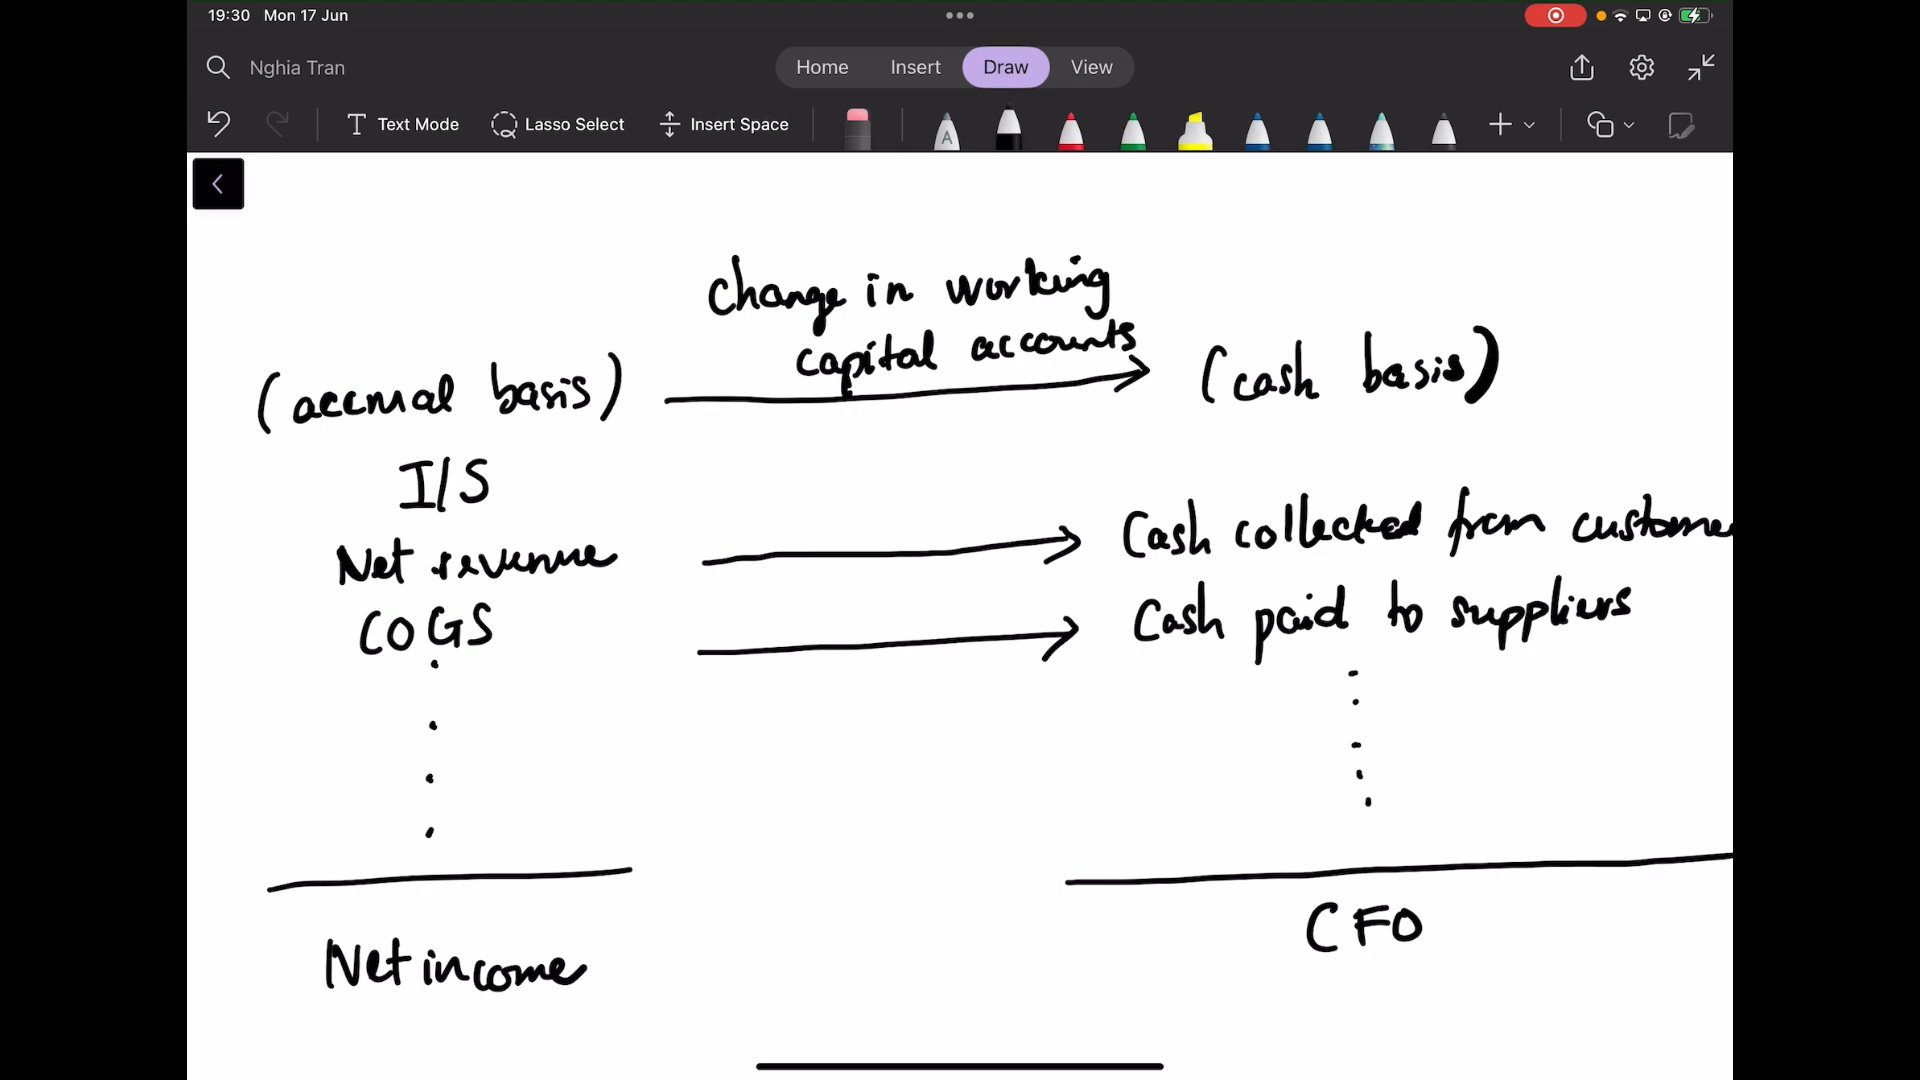 19:30 Mon 17 Jun
Nghia Tran
Home Insert Draw View
Text Mode Lasso Select Insert Space
A
change in working
capital accounts
(accrual basis) (cash basis)
I/S
Net revenue Cash collected from custome
COGS Cash paid to suppliers
Net income CFO